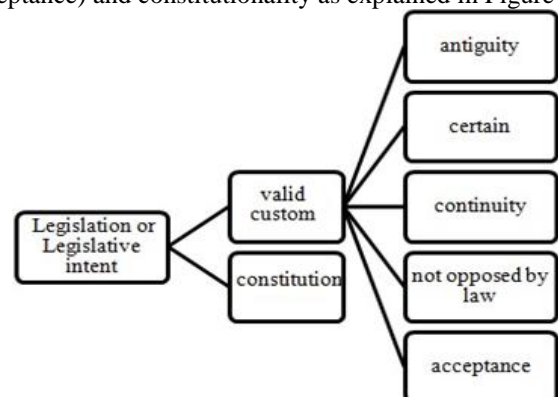 eptance) and constitutionality as explained in Figure
antiguity
certain
valid
custom
continuity
Legislation or
Legislative
intent
constitution
not opposed by
law
acceptance